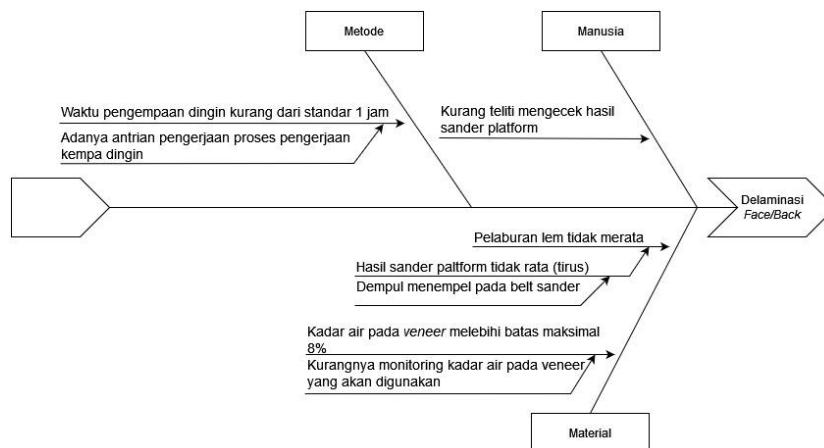 Metode
Manusia
Waktu pengempaan dingin kurang dari standar 1 jam
Adanya antrian pengerjaan proses pengerjaan
kempa dingin
Kurang teliti mengecek hasil
sander platform
Delaminasi
Face/Back
Pelaburan lem tidak merata
Hasil sander paltform tidak rata (tirus)
Dempul menempel pada belt sander
Kadar air pada veneer melebihi batas maksimal
8%
Kurangnya monitoring kadar air pada veneer
yang akan digunakan
Material